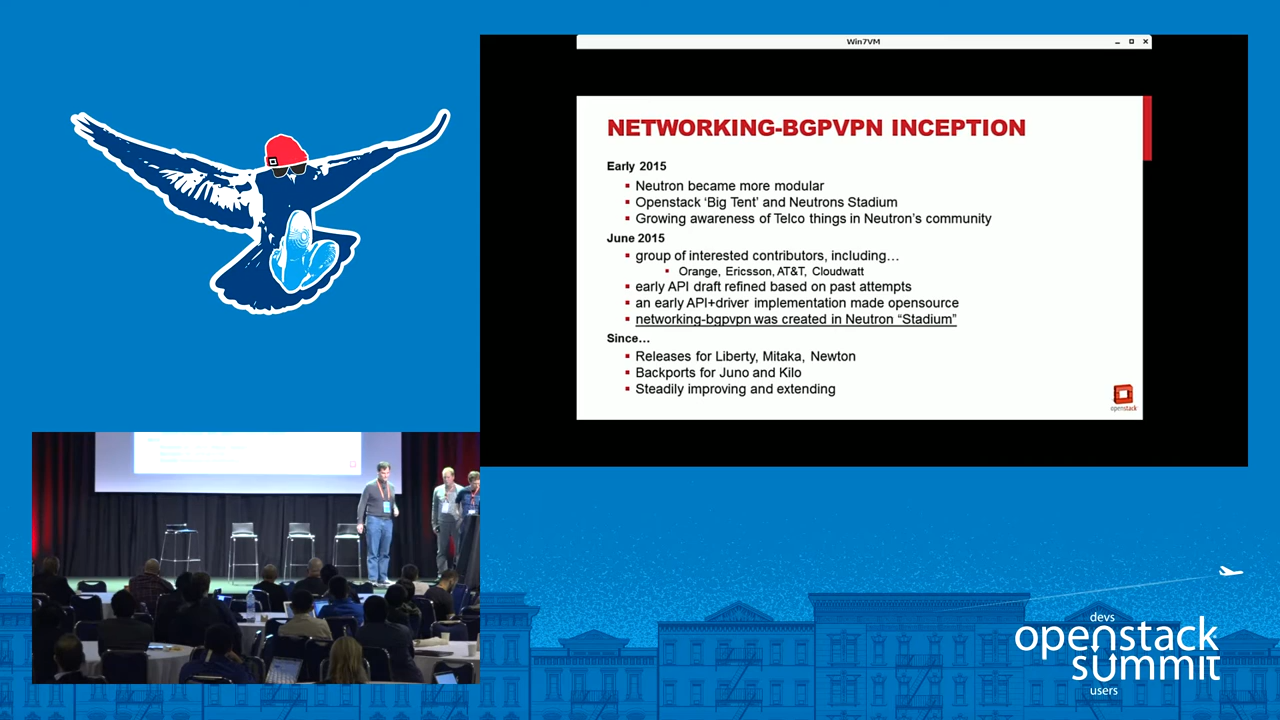 Win7VM
NETWORKING-BGPVPN INCEPTION
Early 2015
Neutron became more modular
Openstack ‘Big Tent’ and Neutrons Stadium
Growing awareness of Telco things in Neutron’s community
June 2015
group of interested contributors, including…
Orange, Ericsson, AT&T, Cloudwatt
early API draft refined based on past attempts
an early API+driver implementation made opensource
networking-bgpvpn was created in Neutron “Stadium”
Since…
Releases for Liberty, Mitaka, Newton
Backports for Juno and Kilo
Steadily improving and extending
openstack
devs
openstack
summit
users